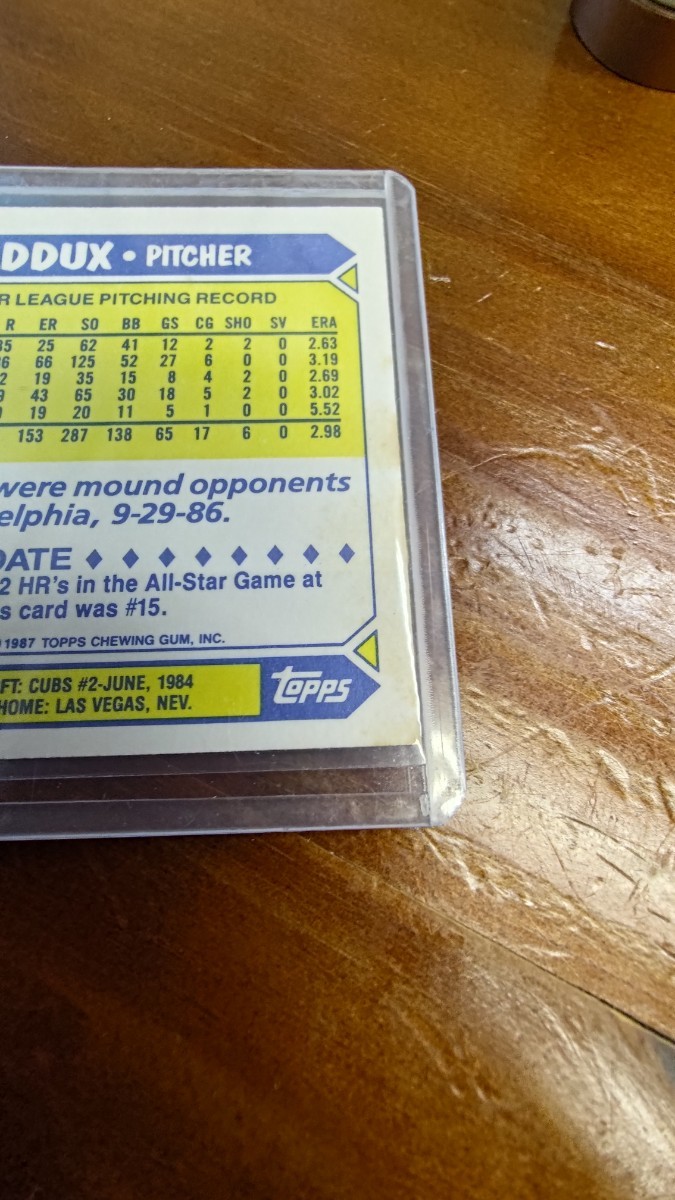 DDUX • PITCHER
R LEAGUE PITCHING RECORD
R ER SO BB GS CG SHO SV ERA
35 25 62 41 12 2 2 0 2.63
6 66 125 52 27 6 0 0 3.19
2 19 35 15 8 4 2 0 2.69
9 43 65 30 18 5 2 0 3.02
19 20 11 5 1 0 0 5.52
153 287 138 65 17 6 0 2.98
were mound opponents
elphia, 9-29-86.
DATE ♦ ♦ ♦ ♦ ♦ ♦ ♦ ♦
2 HR's in the All-Star Game at
s card was #15.
1987 TOPPS CHEWING GUM, INC.
FT: CUBS #2-JUNE, 1984
HOME: LAS VEGAS, NEV.
TOPPS